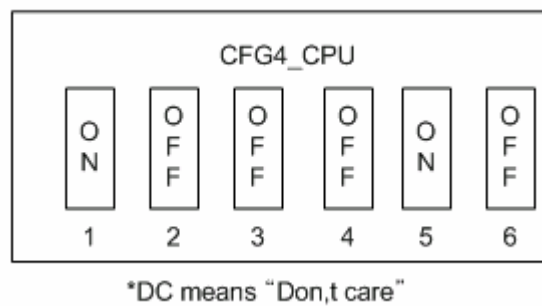 CFG4_CPU
ON OFF OFF OFF ON OFF
1 2 3 4 5 6
*DC means “Don,t care”